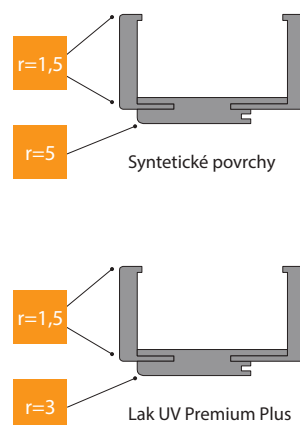 r=1,5
r=5
Syntetické povrchy
r=1,5
r=3
Lak UV Premium Plus